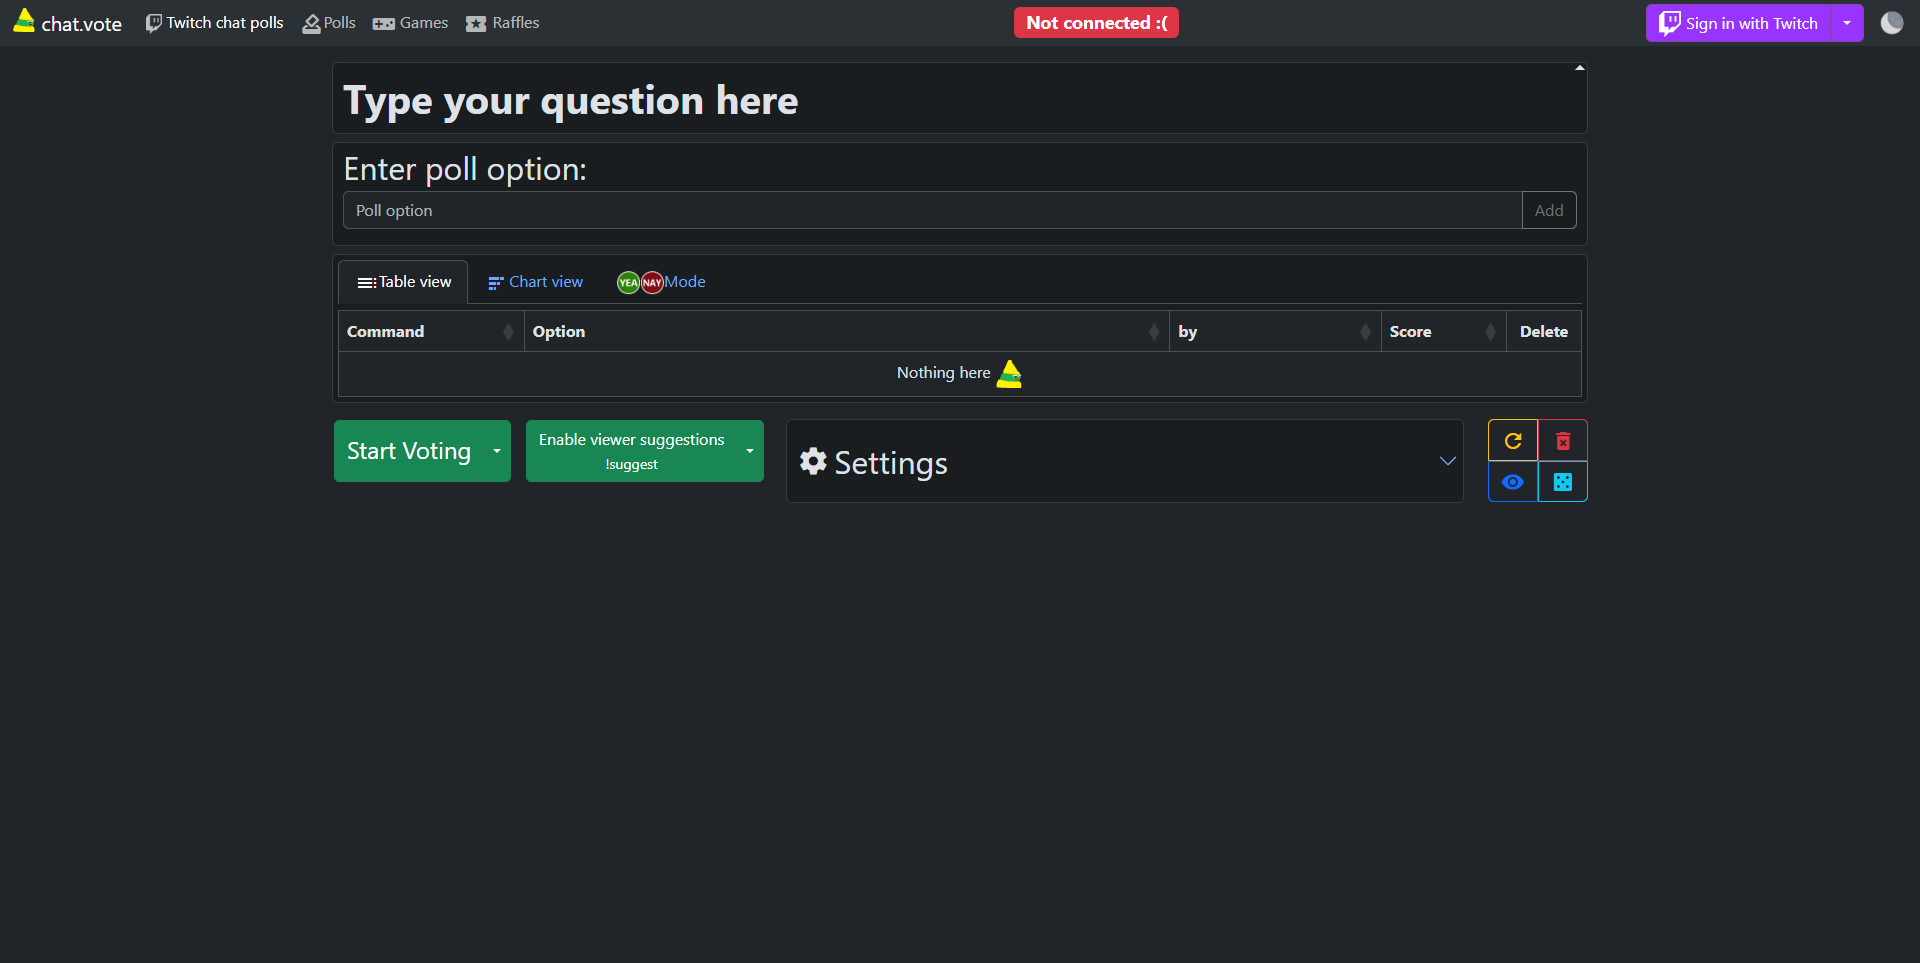 chat.vote Twitch chat polls Polls Games Raffles Not connected :( Sign in with Twitch
Type your question here
Enter poll option:
Poll option Add
Table view Chart view YEA NAY Mode
Command Option by Score Delete
Nothing here
Start Voting Enable viewer suggestions Settings
!suggest